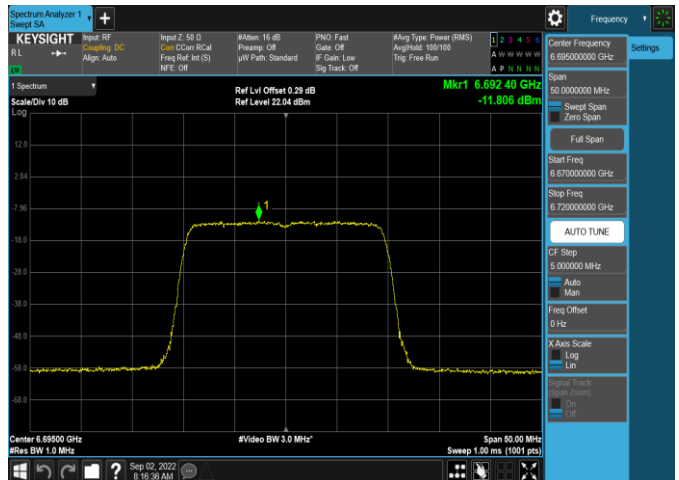 Spectrum Analyzer 1
Swept SA
Frequency
KEYSIGHT
Input: RF
Input Z: 50 Ω
#Atten: 16 dB
PNO: Fast
#Avg Type: Power (RMS)
1 2 3 4 5 6
RL
Coupling: DC
Corr CCorr RCal
Preamp: Off
Gate: Off
Avg|Hold: 100/100
A W W W W W
Align: Auto
Freq Ref: Int (S)
µW Path: Standard
IF Gain: Low
Trig: Free Run
NFE: Off
Sig Track: Off
A P N N N N
1 Spectrum
Ref Lvl Offset 0.29 dB
Mkr1 6.692 40 GHz
Scale/Div 10 dB
Ref Level 22.04 dBm
-11.806 dBm
Log
12.0
2.04
-7.96
1
-18.0
-28.0
-38.0
-48.0
-58.0
-68.0
Center 6.69500 GHz
#Video BW 3.0 MHz*
Span 50.00 MHz
#Res BW 1.0 MHz
Sweep 1.00 ms (1001 pts)
Sep 02, 2022
8:16:36 AM
Center Frequency
6.695000000 GHz
Settings
Span
50.0000000 MHz
Swept Span
Zero Span
Full Span
Start Freq
6.670000000 GHz
Stop Freq
6.720000000 GHz
AUTO TUNE
CF Step
5.000000 MHz
Auto
Man
Freq Offset
0 Hz
X Axis Scale
Log
Lin
Signal Track
(Span Zoom)
On
Off